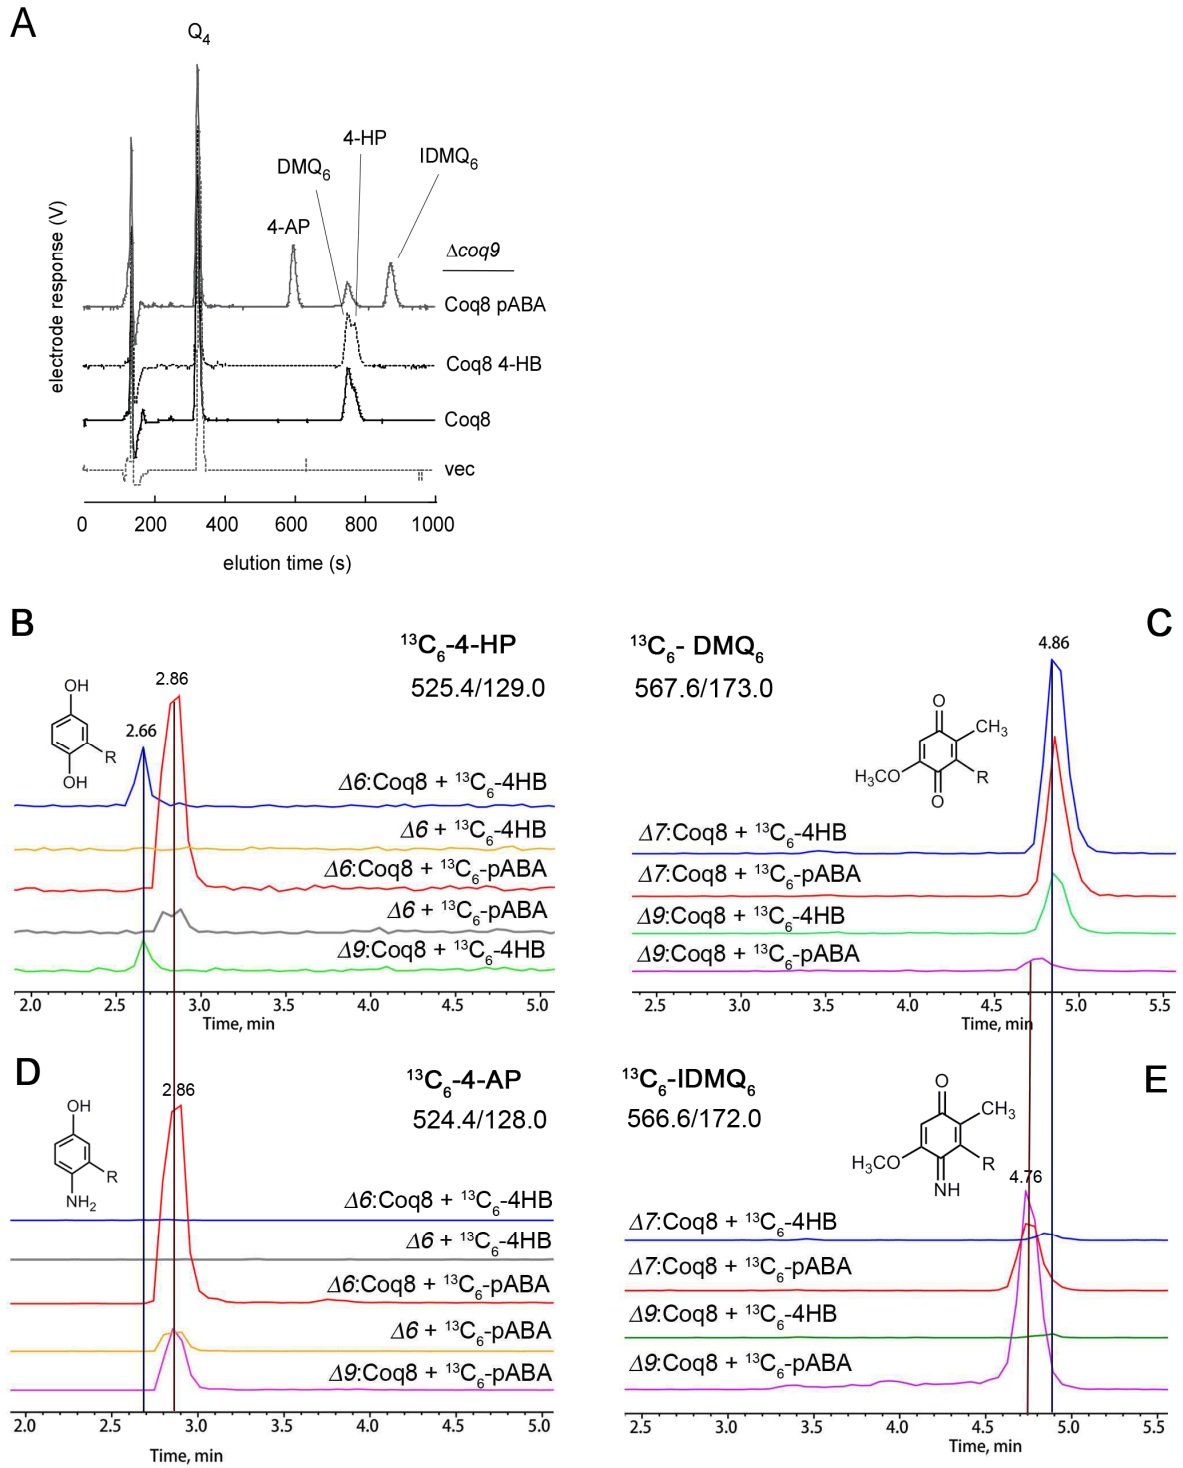 A
Q4
4-HP
DMQ6
IDMQ6
4-AP
Δcoq9
Coq8 pABA
Coq8 4-HB
Coq8
vec
electrode response (V)
0 200 400 600 800 1000
elution time (s)
B
13C6-4-HP
525.4/129.0
OH
R
OH
2.66
2.86
Δ6:Coq8 + 13C6-4HB
Δ6 + 13C6-4HB
Δ6:Coq8 + 13C6-pABA
Δ6 + 13C6-pABA
Δ9:Coq8 + 13C6-4HB
2.0 2.5 3.0 3.5 4.0 4.5 5.0
Time, min
C
13C6- DMQ6
567.6/173.0
4.86
O
CH3
H3CO
R
O
Δ7:Coq8 + 13C6-4HB
Δ7:Coq8 + 13C6-pABA
Δ9:Coq8 + 13C6-4HB
Δ9:Coq8 + 13C6-pABA
2.5 3.0 3.5 4.0 4.5 5.0 5.5
Time, min
D
13C6-4-AP
524.4/128.0
2.86
OH
R
NH2
Δ6:Coq8 + 13C6-4HB
Δ6 + 13C6-4HB
Δ6:Coq8 + 13C6-pABA
Δ6 + 13C6-pABA
Δ9:Coq8 + 13C6-pABA
2.0 2.5 3.0 3.5 4.0 4.5 5.0
Time, min
E
13C6-IDMQ6
566.6/172.0
O
CH3
H3CO
R
NH
4.76
Δ7:Coq8 + 13C6-4HB
Δ7:Coq8 + 13C6-pABA
Δ9:Coq8 + 13C6-4HB
Δ9:Coq8 + 13C6-pABA
2.5 3.0 3.5 4.0 4.5 5.0 5.5
Time, min